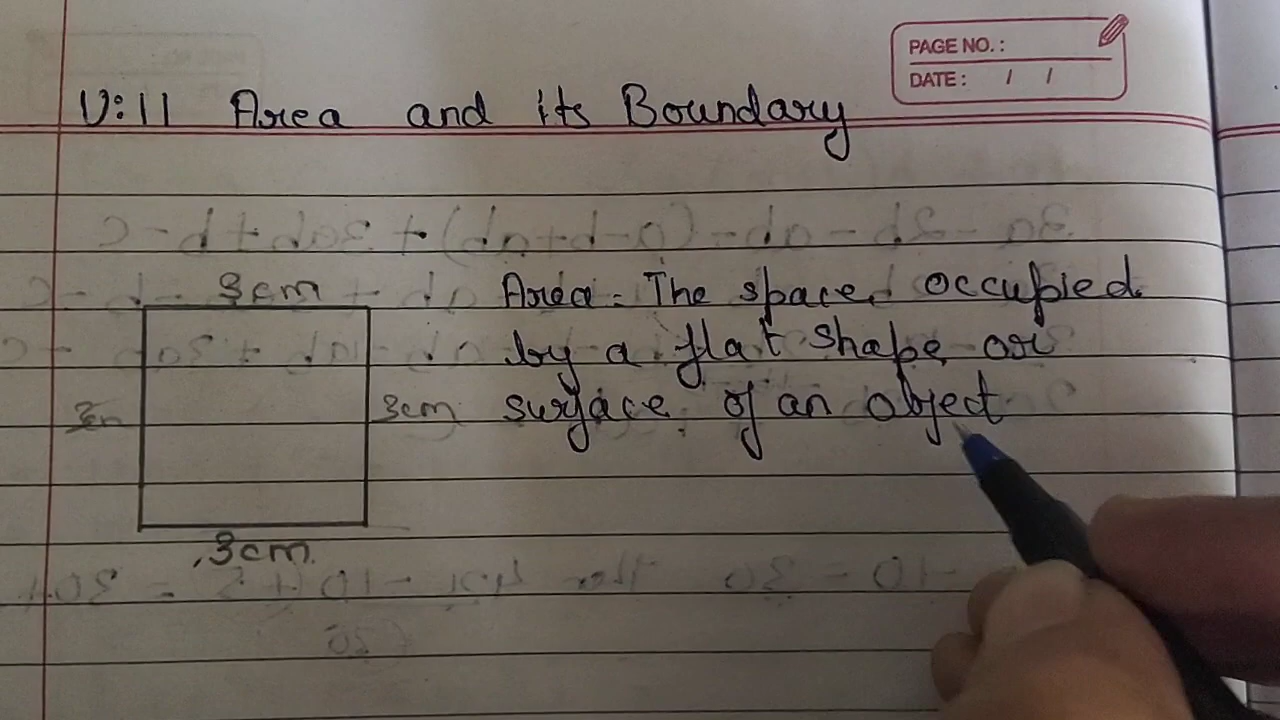 PAGE NO.:
DATE: / /
U:11 Area and its Boundary
3cm
Area = The space occupied
by a flat shape or
3cm surface of an object
3cm